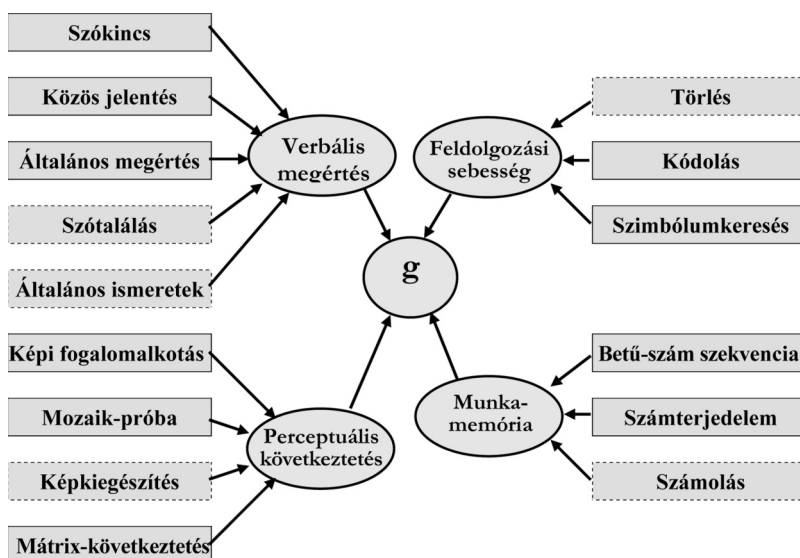 Szókincs
Közös jelentés
Általános megértés
Szótalálás
Általános ismeretek
Verbális
megértés
Feldolgozási
sebesség
Törlés
Kódolás
Szimbólumkeresés
g
Képi fogalomalkotás
Mozaik-próba
Képkiegészítés
Mátrix-következtetés
Perceptuális
következtetés
Munka-
memória
Betű-szám szekvencia
Számterjedelem
Számolás